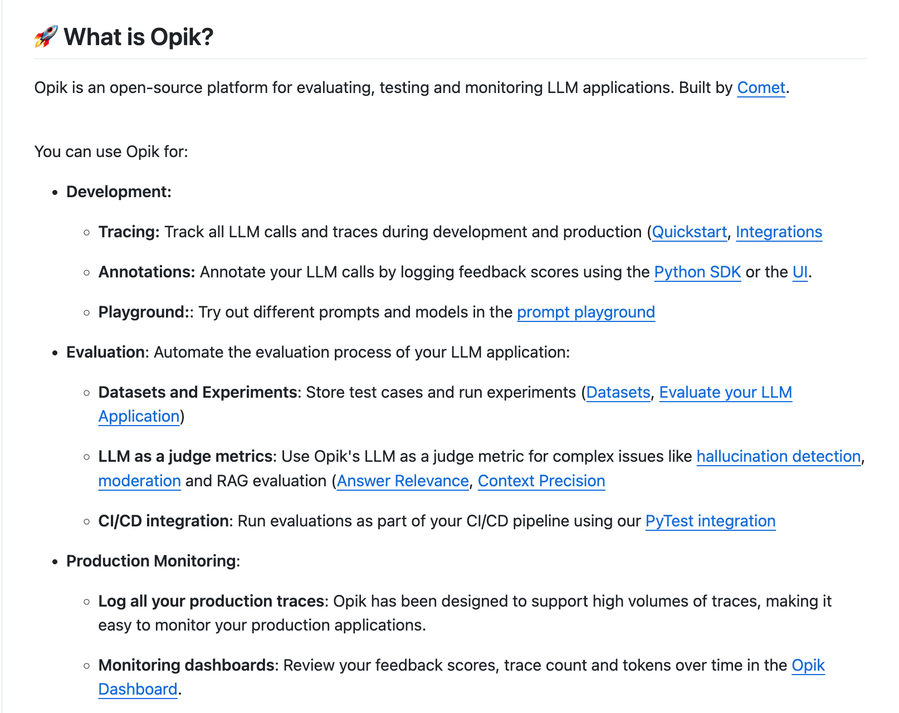 🚀 What is Opik?
Opik is an open-source platform for evaluating, testing and monitoring LLM applications. Built by Comet.
You can use Opik for:
• Development:
◦ Tracing: Track all LLM calls and traces during development and production (Quickstart, Integrations
◦ Annotations: Annotate your LLM calls by logging feedback scores using the Python SDK or the UI.
◦ Playground:: Try out different prompts and models in the prompt playground
• Evaluation: Automate the evaluation process of your LLM application:
◦ Datasets and Experiments: Store test cases and run experiments (Datasets, Evaluate your LLM
Application)
◦ LLM as a judge metrics: Use Opik's LLM as a judge metric for complex issues like hallucination detection,
moderation and RAG evaluation (Answer Relevance, Context Precision
◦ CI/CD integration: Run evaluations as part of your CI/CD pipeline using our PyTest integration
• Production Monitoring:
◦ Log all your production traces: Opik has been designed to support high volumes of traces, making it
easy to monitor your production applications.
◦ Monitoring dashboards: Review your feedback scores, trace count and tokens over time in the Opik
Dashboard.